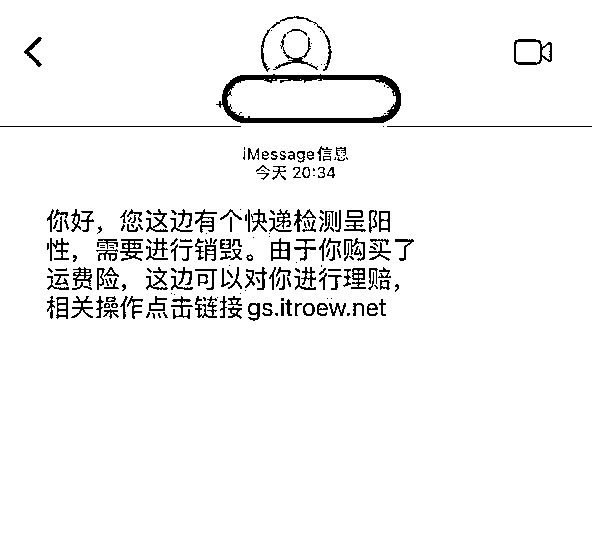 iMessage信息
今天 20:34
你好，您这边有个快递检测呈阳
性，需要进行销毁。由于你购买了
运费险，这边可以对你进行理赔，
相关操作点击链接gs.itroew.net